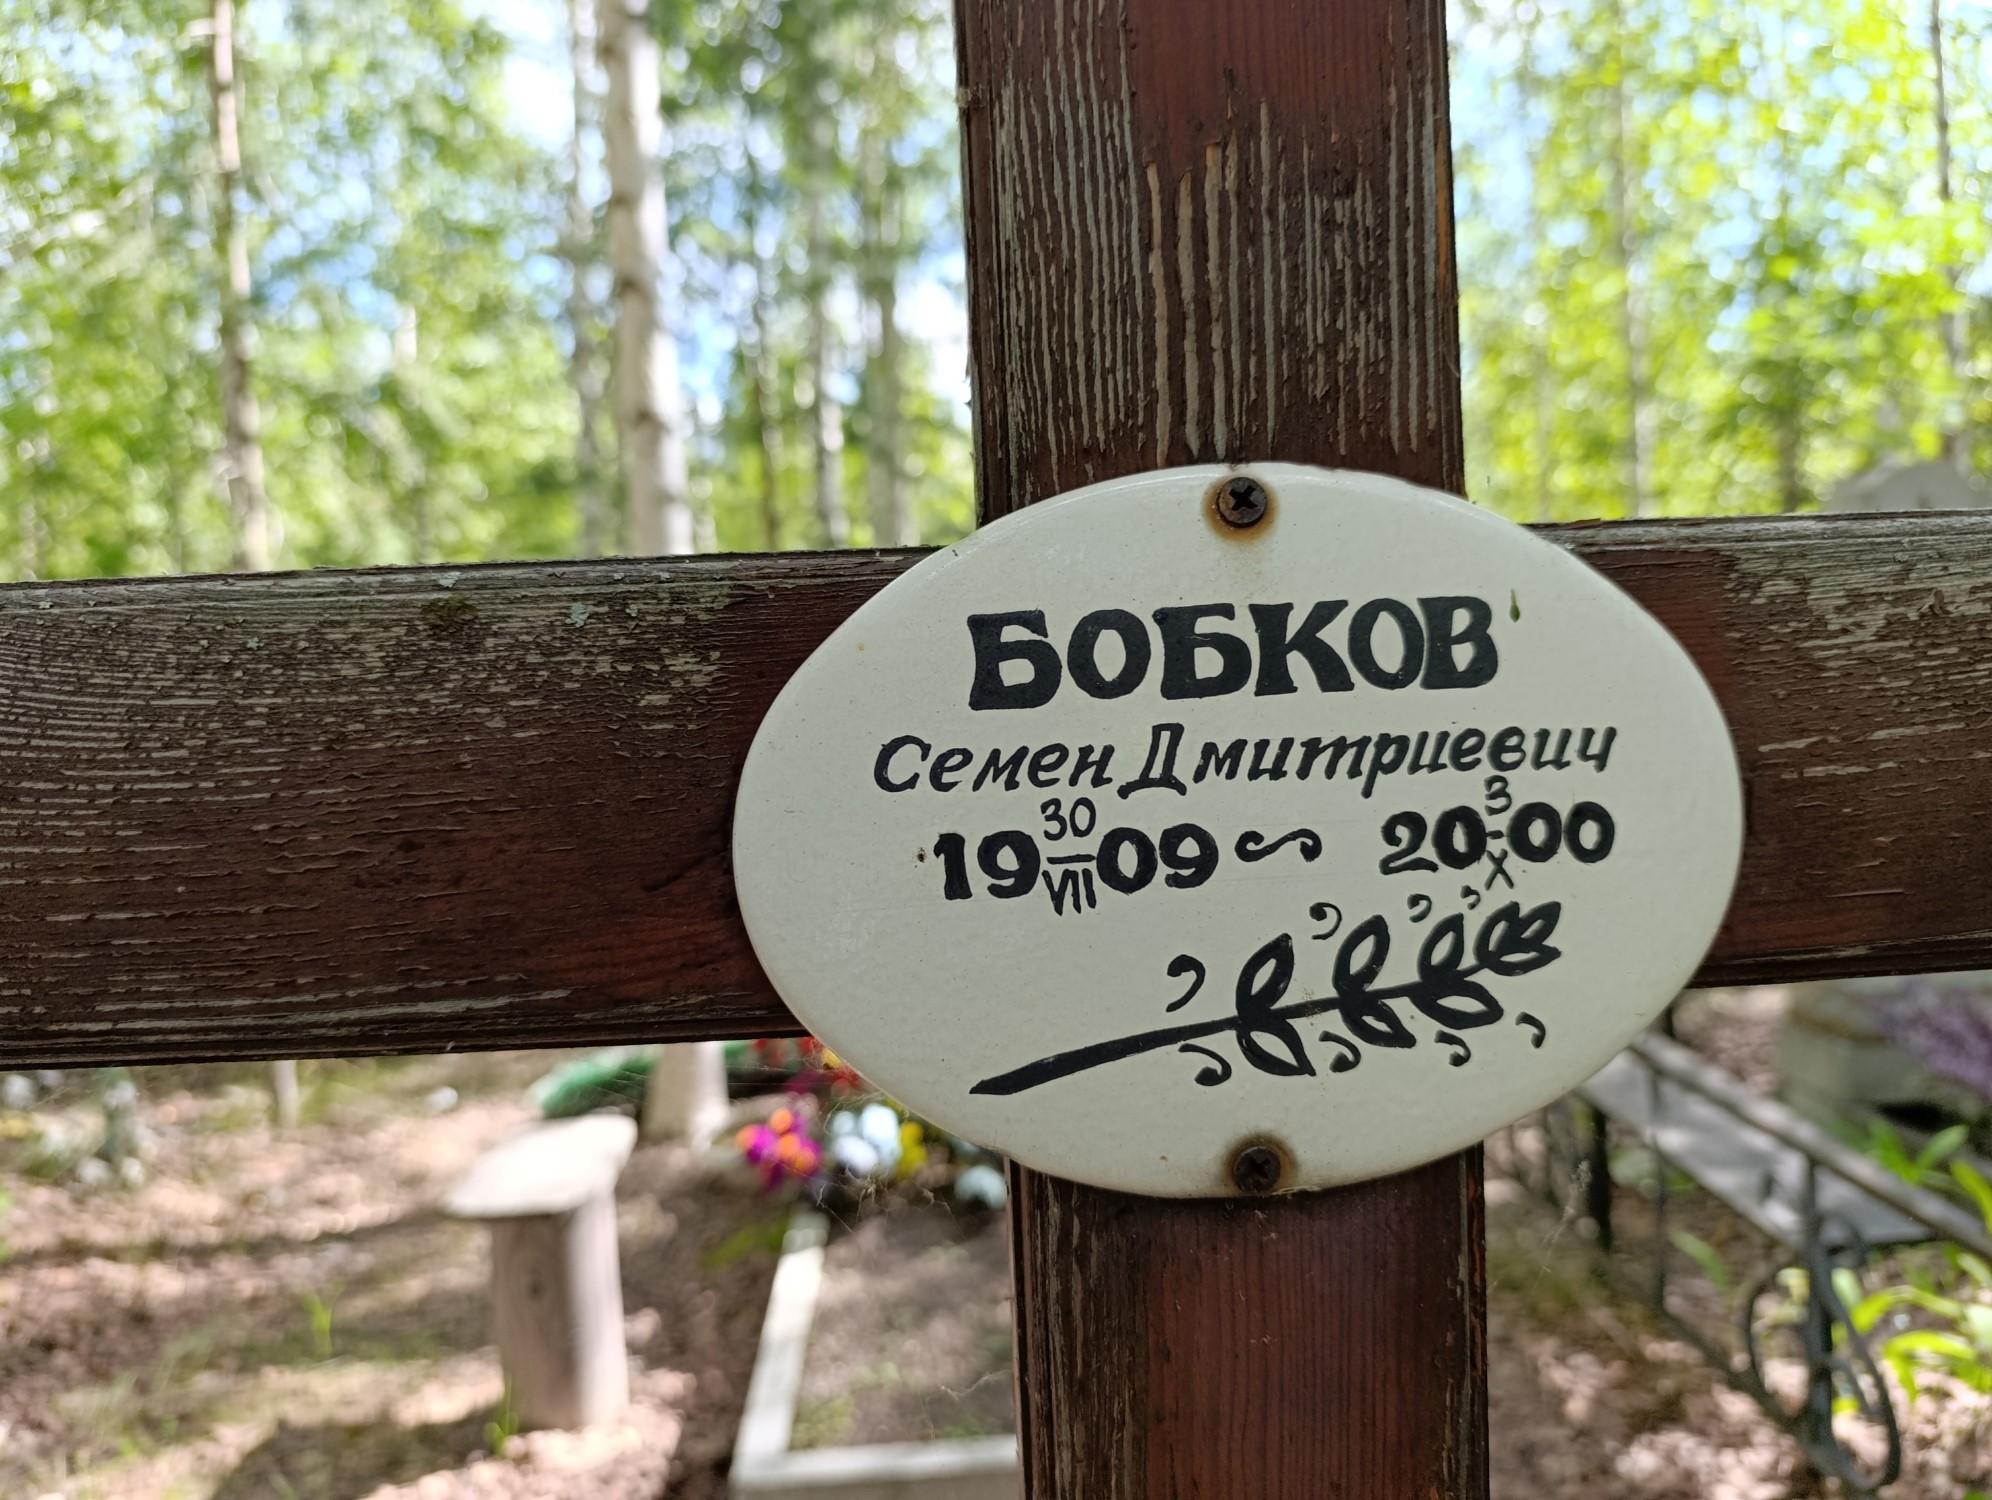 БОБКОВ
Семен Дмитриевич
19 30/VII 09 ~ 20 3/X 00